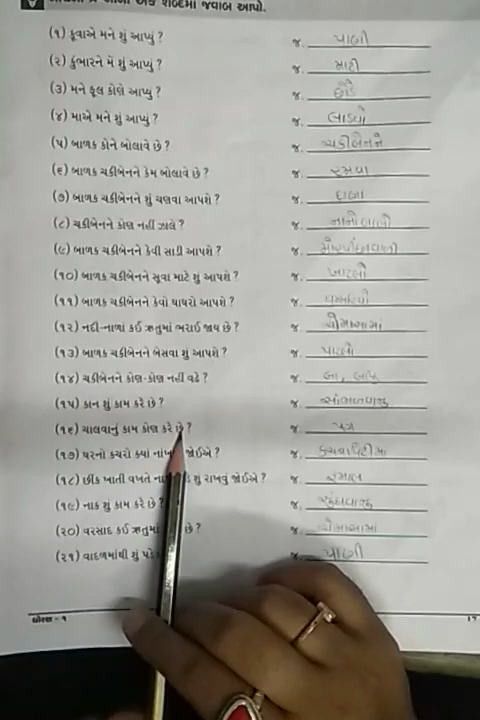 એક શબ્દમાં જવાબ આપો.
(૧) કૂવાએ મને શું આપ્યું ? જ. પાણી
(૨) કુંભારને મેં શું આપ્યું ? જ. માટી
(૩) મને ફૂલ કોણે આપ્યુ ? જ. છોડે
(૪) માએ મને શું આપ્યું ? જ. લાડવો
(૫) બાળક કોને બોલાવે છે ? જ. ચકીબેનને
(૬) બાળક ચકીબેનને કેમ બોલાવે છે ? જ. રમવા
(૭) બાળક ચકીબેનને શું ચણવા આપશે ? જ. દાણા
(૮) ચકીબેનને કોણ નહીં ઝાલે ? જ. નાનો
(૯) બાળક ચકીબેનને કેવી સાડી આપશે ? જ.
(૧૦) બાળક ચકીબેનને સૂવા માટે શું આપશે ? જ. ખાટલો
(૧૧) બાળક ચકીબેનને કેવો ઘાઘરો આપશે ? જ.
(૧૨) નદી-નાળાં કઈ ઋતુમાં ભરાઈ જાય છે ? જ. ચોમાસામાં
(૧૩) બાળક ચકીબેનને બેસવા શું આપશે ? જ. પાટલો
(૧૪) ચકીબેનને કોણ-કોણ નહીં વઢે ? જ. બા, બાપુ
(૧૫) કાન શું કામ કરે છે ? જ. સાંભળવાનું
(૧૬) ચાલવાનું કામ કોણ કરે છે ? જ. પગ
(૧૭) ઘરનો કચરો ક્યાં જોઈએ ? જ. કચરાપેટીમાં
(૧૮) છીંક ખાતી વખતે શું રાખવું જોઈએ ? જ. રૂમાલ
(૧૯) નાક શું કામ કરે છે ? જ. સુંઘવાનું
(૨૦) વરસાદ કઈ ઋતુમાં છે ? જ. ચોમાસામાં
(૨૧) વાદળમાંથી શું જ. પાણી
ધોરણ - ૧